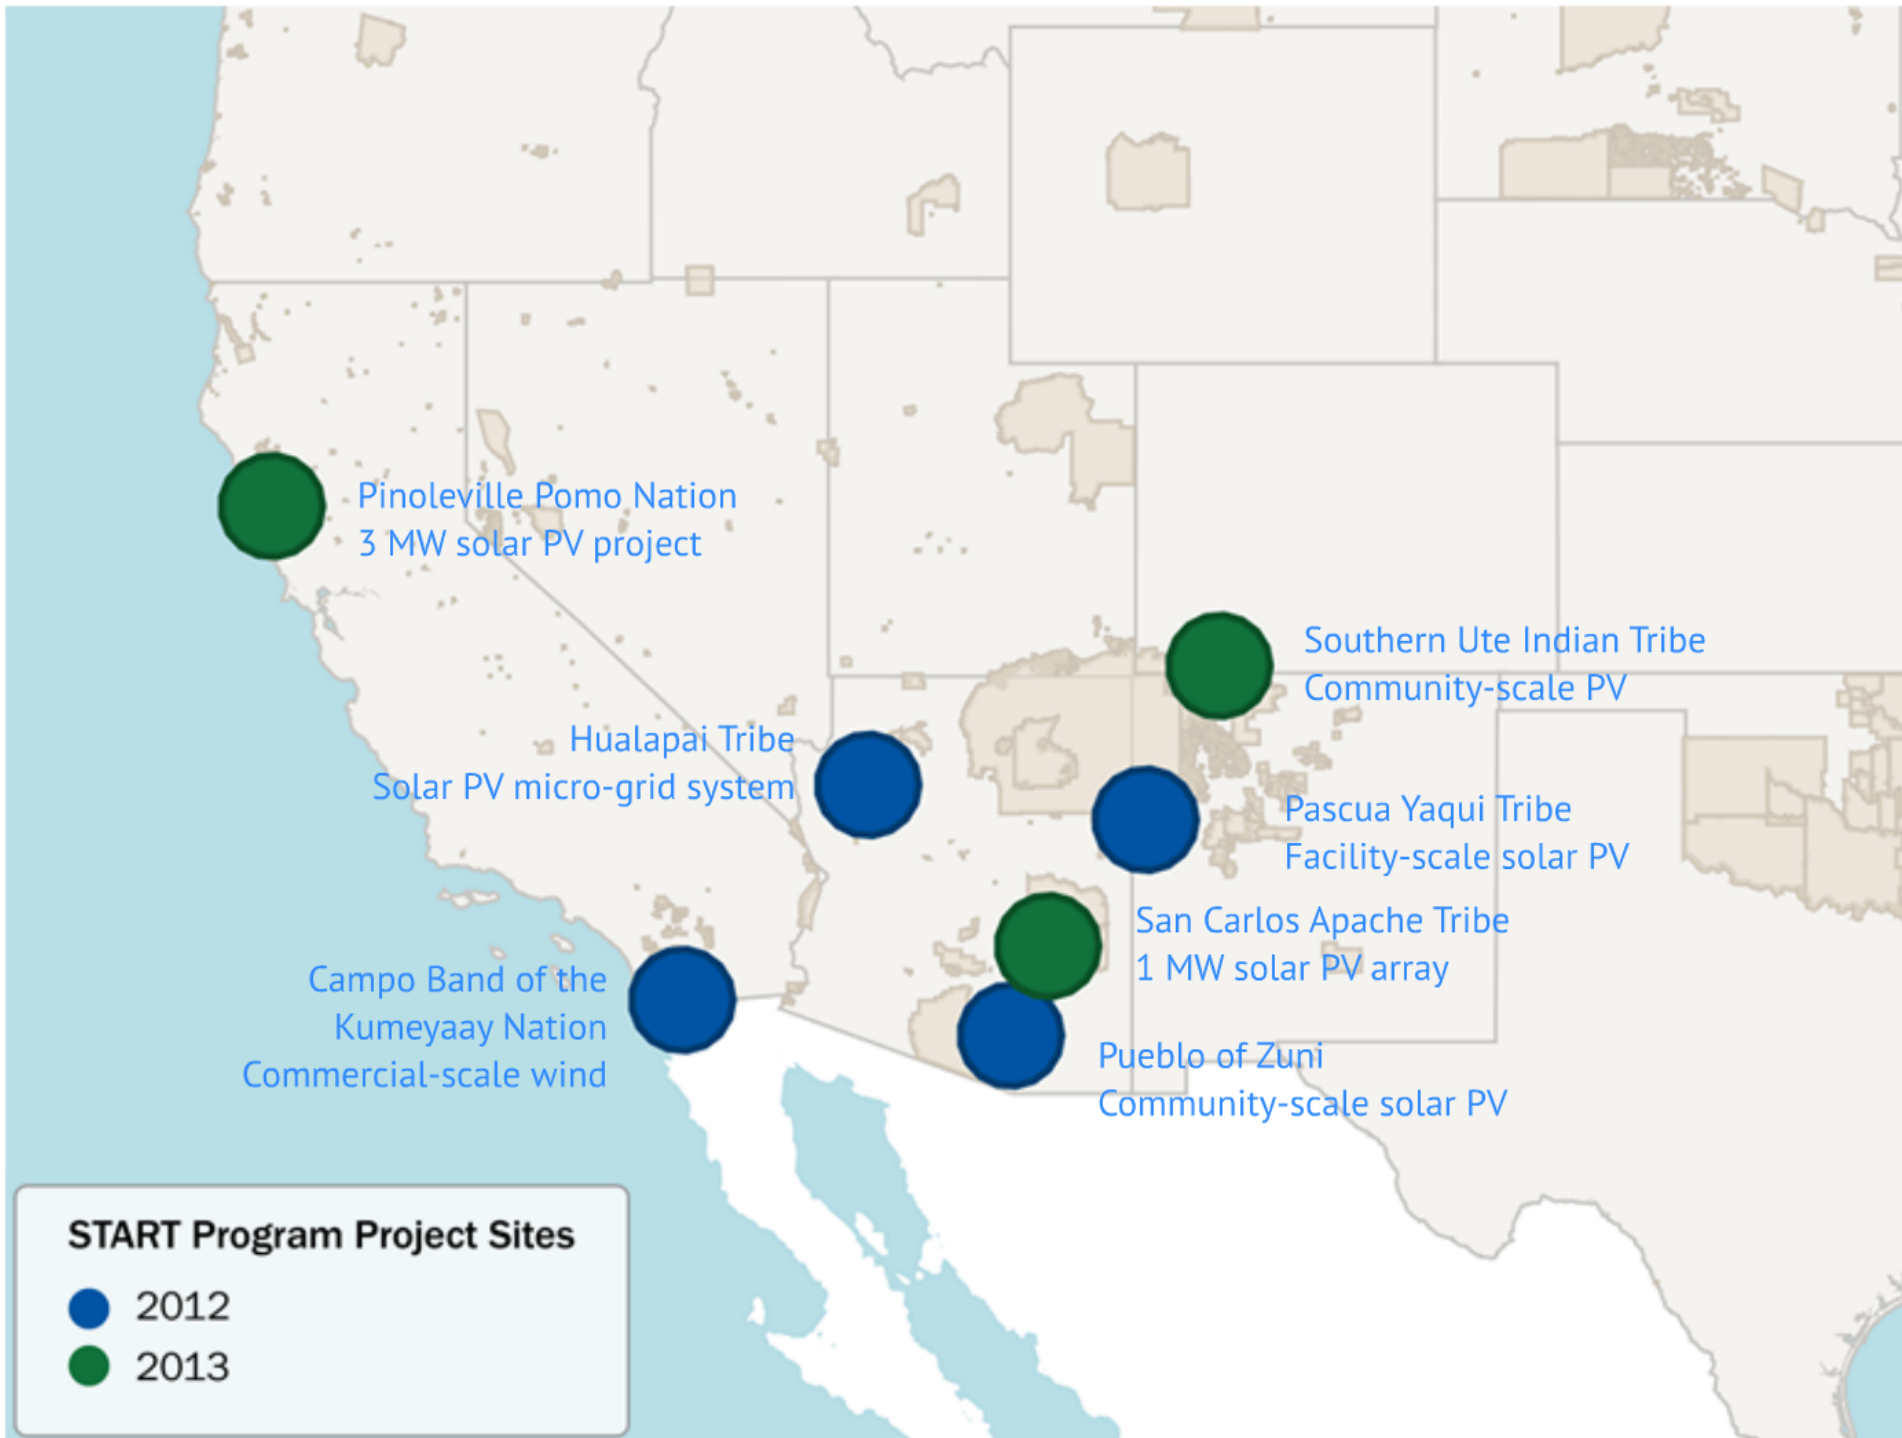 Pinoleville Pomo Nation
3 MW solar PV project
Southern Ute Indian Tribe
Community-scale PV
Hualapai Tribe
Solar PV micro-grid system
Pascua Yaqui Tribe
Facility-scale solar PV
San Carlos Apache Tribe
1 MW solar PV array
Campo Band of the
Kumeyaay Nation
Commercial-scale wind
Pueblo of Zuni
Community-scale solar PV
START Program Project Sites
2012
2013